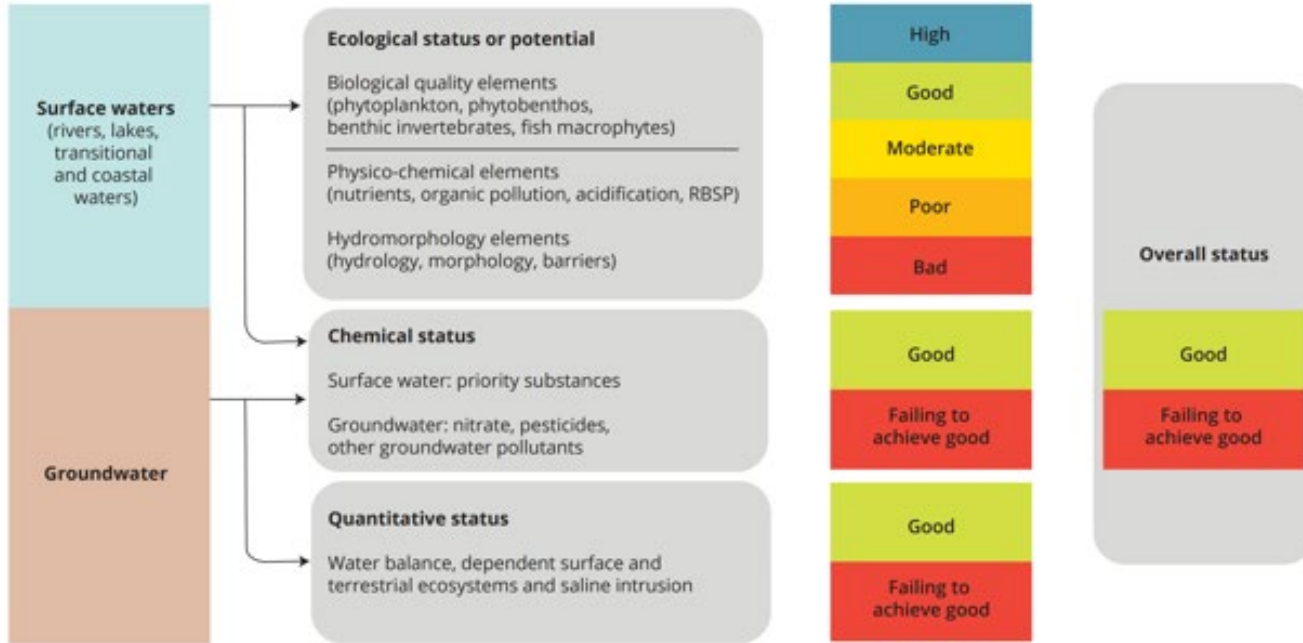 Surface waters
(rivers, lakes,
transitional
and coastal
waters)
Groundwater
Ecological status or potential
Biological quality elements
(phytoplankton, phytobenthos,
benthic invertebrates, fish macrophytes)
Physico-chemical elements
(nutrients, organic pollution, acidification, RBSP)
Hydromorphology elements
(hydrology, morphology, barriers)
Chemical status
Surface water: priority substances
Groundwater: nitrate, pesticides,
other groundwater pollutants
Quantitative status
Water balance, dependent surface and
terrestrial ecosystems and saline intrusion
High
Good
Moderate
Poor
Bad
Good
Failing to
achieve good
Good
Failing to
achieve good
Overall status
Good
Failing to
achieve good